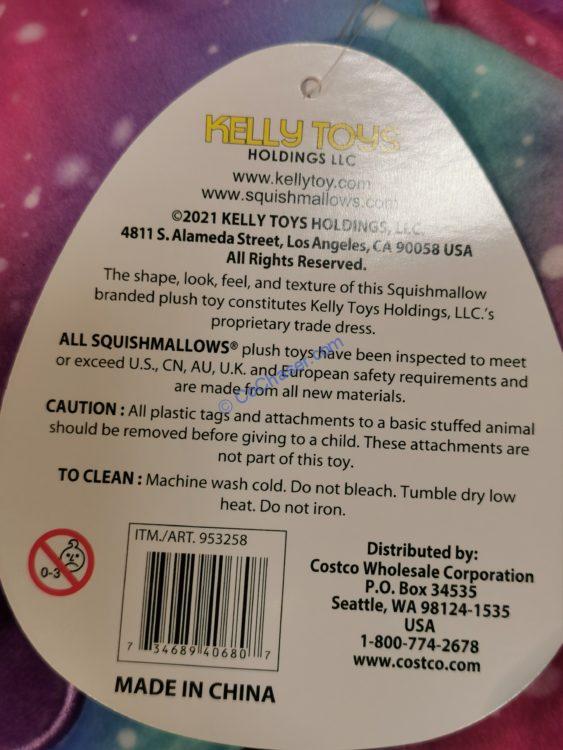 KELLY TOYS
HOLDINGS LLC
www.kellytoy.com
www.squishmallows.com
©2021 KELLY TOYS HOLDINGS, LLC.
4811 S. Alameda Street, Los Angeles, CA 90058 USA
All Rights Reserved.
The shape, look, feel, and texture of this Squishmallow
branded plush toy constitutes Kelly Toys Holdings, LLC.'s
proprietary trade dress.
ALL SQUISHMALLOWS® plush toys have been inspected to meet
or exceed U.S., CN, AU, U.K. and European safety requirements and
are made from all new materials.
© CoChaser.com
CAUTION : All plastic tags and attachments to a basic stuffed animal
should be removed before giving to a child. These attachments are
not part of this toy.
TO CLEAN : Machine wash cold. Do not bleach. Tumble dry low
heat. Do not iron.
0-3
ITM./ART. 953258
7 34689 40680 7
MADE IN CHINA
Distributed by:
Costco Wholesale Corporation
P.O. Box 34535
Seattle, WA 98124-1535
USA
1-800-774-2678
www.costco.com